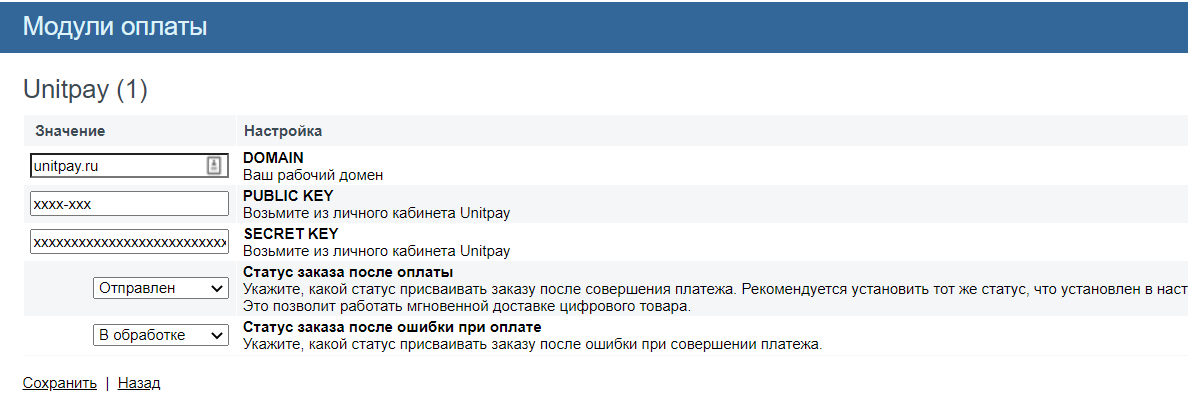 Модули оплаты
Unitpay (1)
Значение Настройка
unitpay.ru DOMAIN
Ваш рабочий домен
xxxx-xxx PUBLIC KEY
Возьмите из личного кабинета Unitpay
xxxxxxxxxxxxxxxxxxxxxxxxxx SECRET KEY
Возьмите из личного кабинета Unitpay
Статус заказа после оплаты
Отправлен Укажите, какой статус присваивать заказу после совершения платежа. Рекомендуется установить тот же статус, что установлен в наст
Это позволит работать мгновенной доставке цифрового товара.
В обработке Статус заказа после ошибки при оплате
Укажите, какой статус присваивать заказу после ошибки при совершении платежа.
Сохранить | Назад